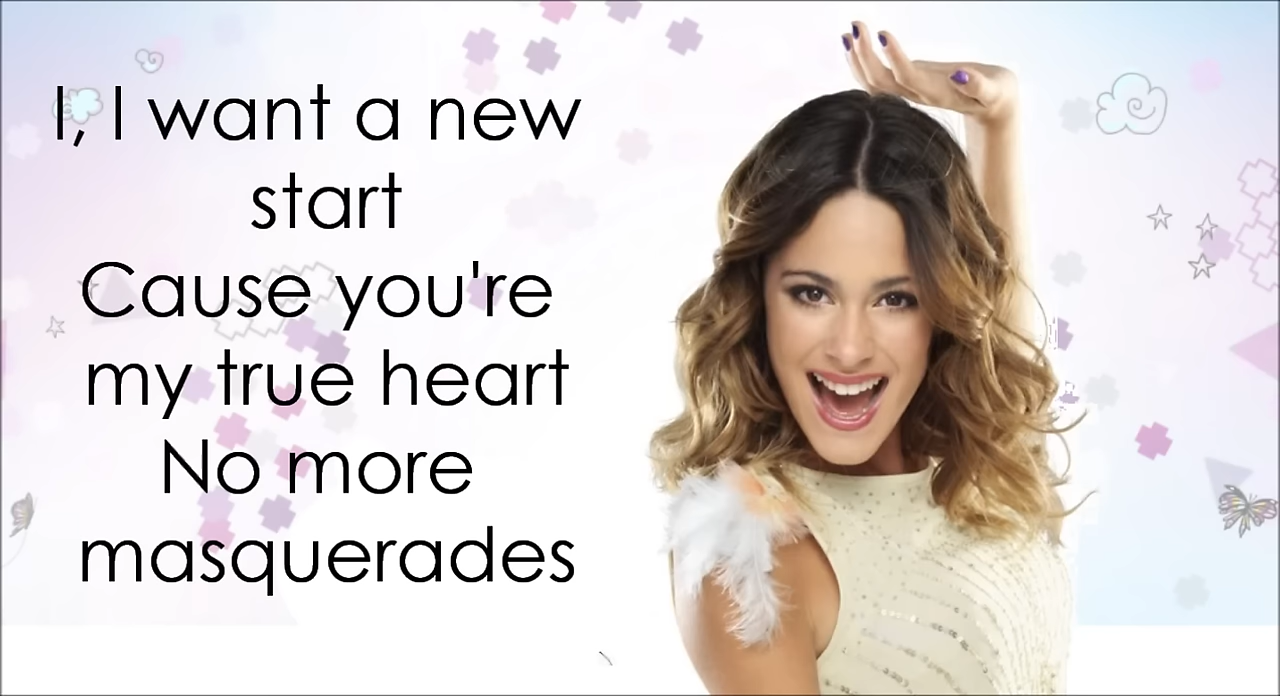 I, I want a new
start
Cause you're
my true heart
No more
masquerades